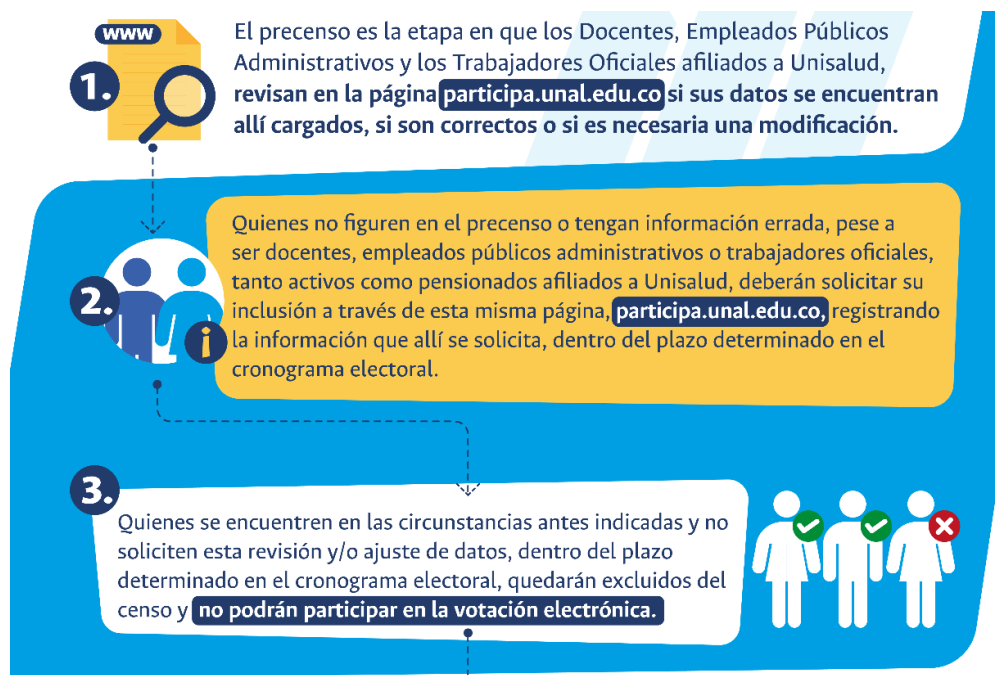 www
1.
El precenso es la etapa en que los Docentes, Empleados Públicos
Administrativos y los Trabajadores Oficiales afiliados a Unisalud,
revisan en la página participa.unal.edu.co si sus datos se encuentran
allí cargados, si son correctos o si es necesaria una modificación.
2.
i
Quienes no figuren en el precenso o tengan información errada, pese a
ser docentes, empleados públicos administrativos o trabajadores oficiales,
tanto activos como pensionados afiliados a Unisalud, deberán solicitar su
inclusión a través de esta misma página, participa.unal.edu.co, registrando
la información que allí se solicita, dentro del plazo determinado en el
cronograma electoral.
3.
Quienes se encuentren en las circunstancias antes indicadas y no
soliciten esta revisión y/o ajuste de datos, dentro del plazo
determinado en el cronograma electoral, quedarán excluidos del
censo y no podrán participar en la votación electrónica.